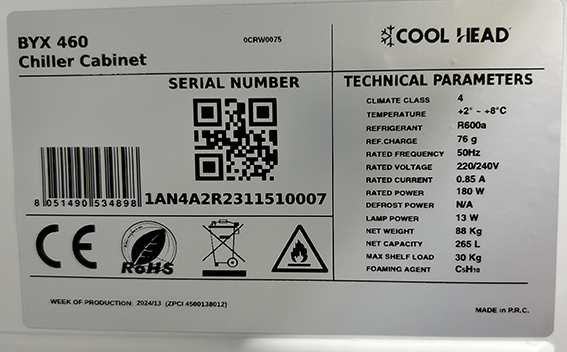 BYX 460
Chiller Cabinet
0CRW0075
COOL HEAD
SERIAL NUMBER
8 051490 534898
1AN4A2R2311510007
TECHNICAL PARAMETERS
CLIMATE CLASS 4
TEMPERATURE +2° ~ +8°C
REFRIGERANT R600a
REF.CHARGE 76 g
RATED FREQUENCY 50Hz
RATED VOLTAGE 220/240V
RATED CURRENT 0.85 A
RATED POWER 180 W
DEFROST POWER N/A
LAMP POWER 13 W
NET WEIGHT 88 Kg
NET CAPACITY 265 L
MAX SHELF LOAD 30 Kg
FOAMING AGENT C5H10
CE
RoHS
WEEK OF PRODUCTION: 2024/13 (ZPCI 4500138012)
MADE in P.R.C.